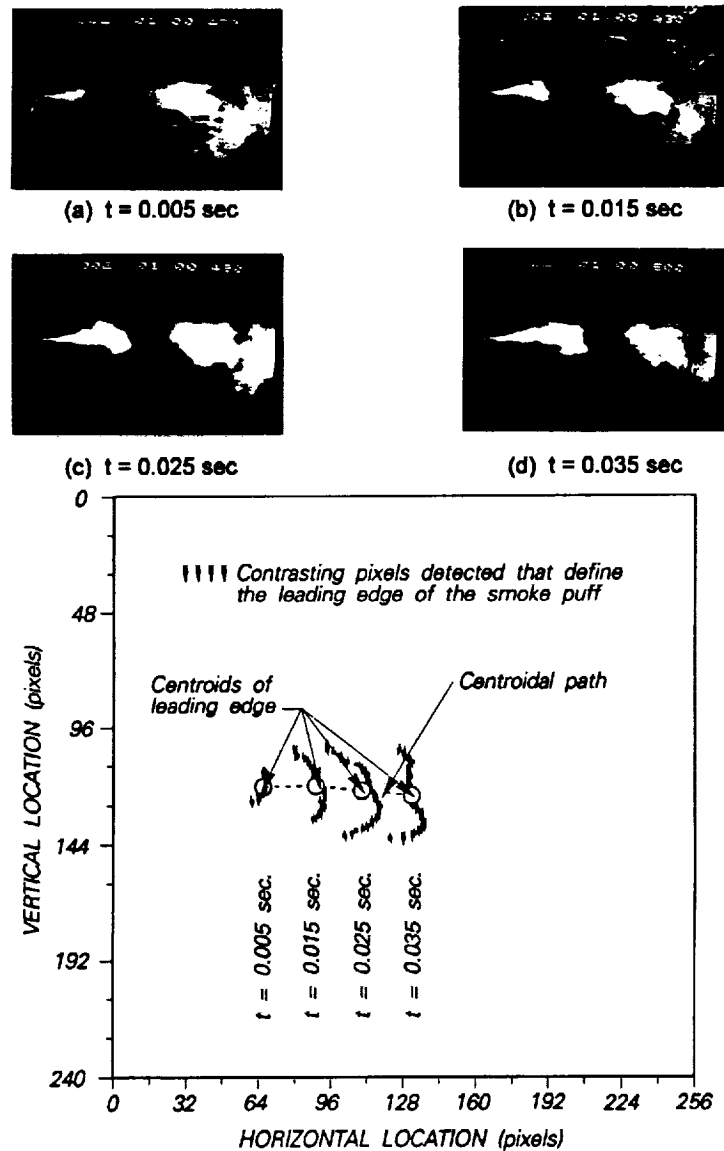 (a) t = 0.005 sec
(b) t = 0.015 sec
(c) t = 0.025 sec
(d) t = 0.035 sec
Contrasting pixels detected that define
the leading edge of the smoke puff
Centroids of
leading edge
Centroidal path
t = 0.005 sec.
t = 0.015 sec.
t = 0.025 sec.
t = 0.035 sec.
VERTICAL LOCATION (pixels)
0
48
96
144
192
240
0 32 64 96 128 160 192 224 256
HORIZONTAL LOCATION (pixels)